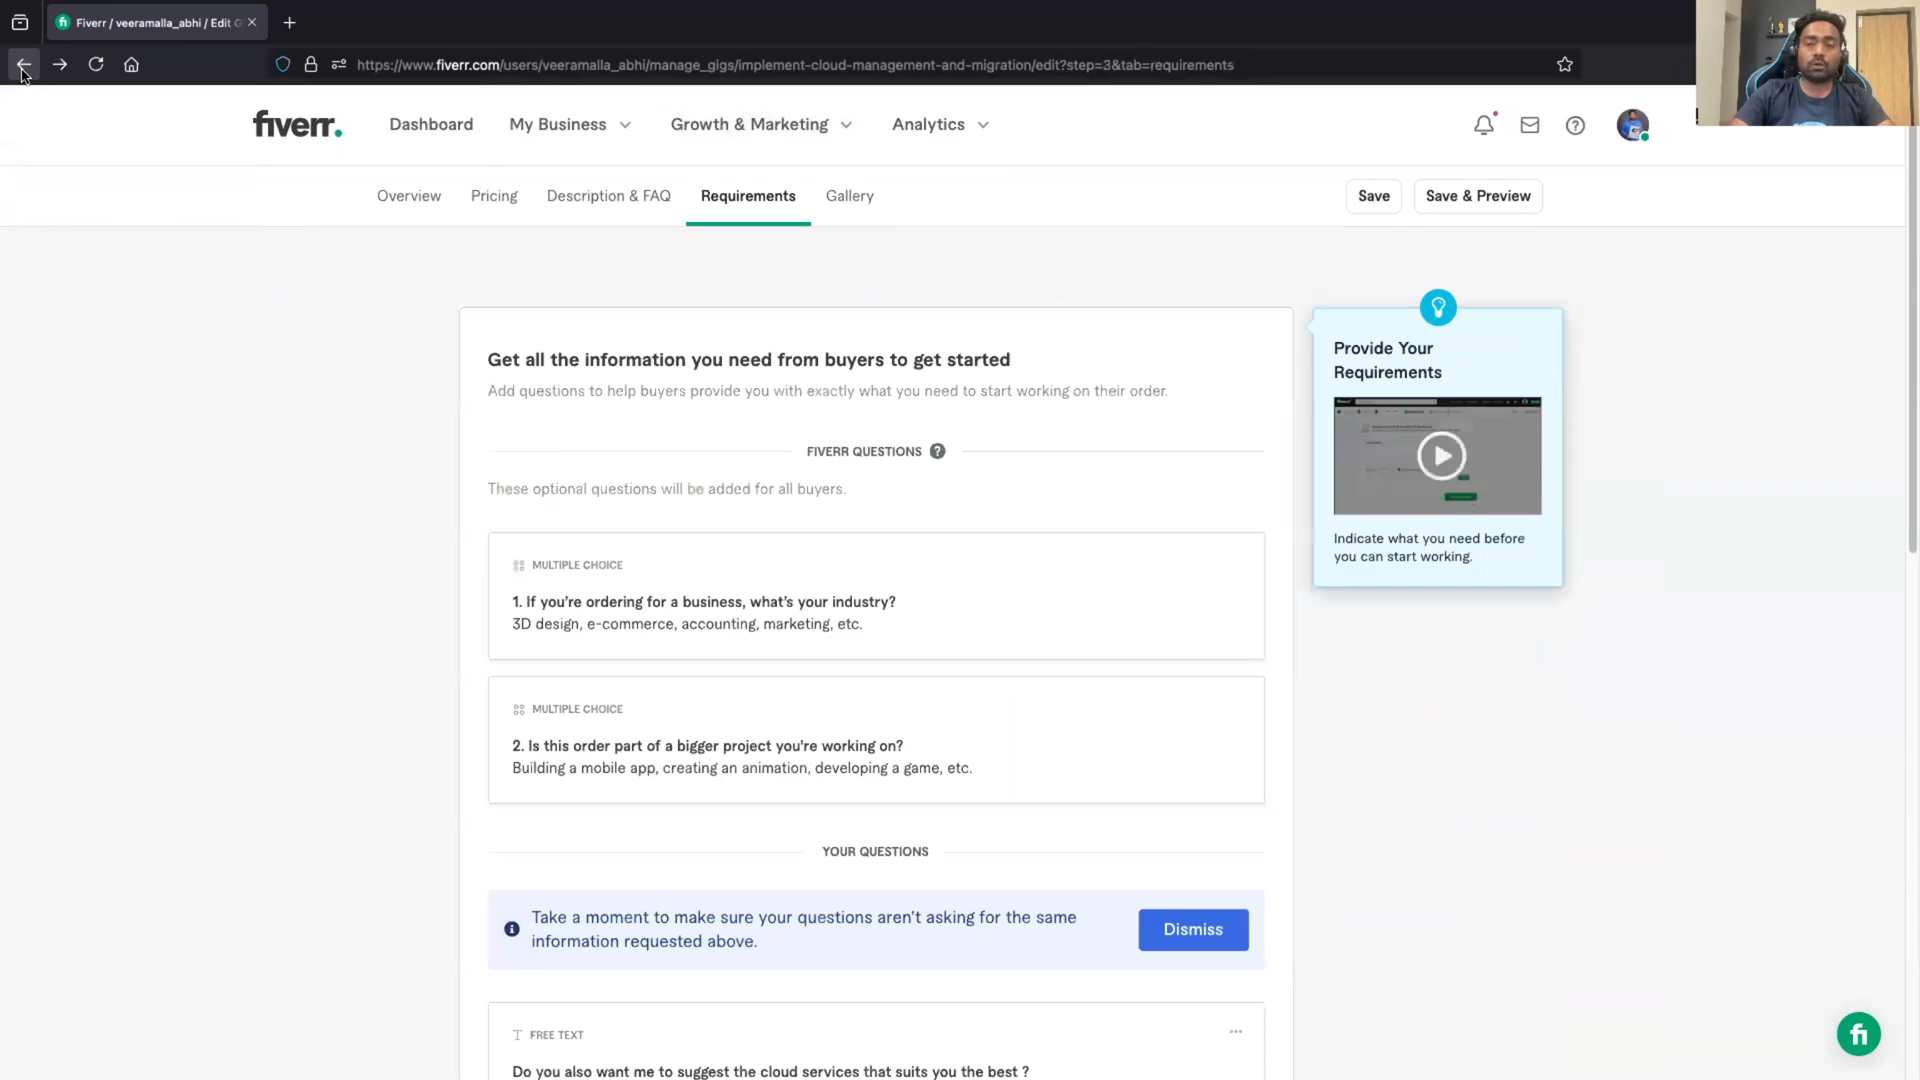 Fiverr / veeramalla_abhi / Edit G
https://www.fiverr.com/users/veeramalla_abhi/manage_gigs/implement-cloud-management-and-migration/edit?step=3&tab=requirements
fiverr.
Dashboard
My Business
Growth & Marketing
Analytics
Overview
Pricing
Description & FAQ
Requirements
Gallery
Save
Save & Preview
Get all the information you need from buyers to get started
Add questions to help buyers provide you with exactly what you need to start working on their order.
FIVERR QUESTIONS ?
These optional questions will be added for all buyers.
MULTIPLE CHOICE
1. If you're ordering for a business, what's your industry?
3D design, e-commerce, accounting, marketing, etc.
MULTIPLE CHOICE
2. Is this order part of a bigger project you're working on?
Building a mobile app, creating an animation, developing a game, etc.
YOUR QUESTIONS
Take a moment to make sure your questions aren't asking for the same
information requested above.
Dismiss
FREE TEXT
Do you also want me to suggest the cloud services that suits you the best ?
Provide Your
Requirements
Indicate what you need before
you can start working.
fi